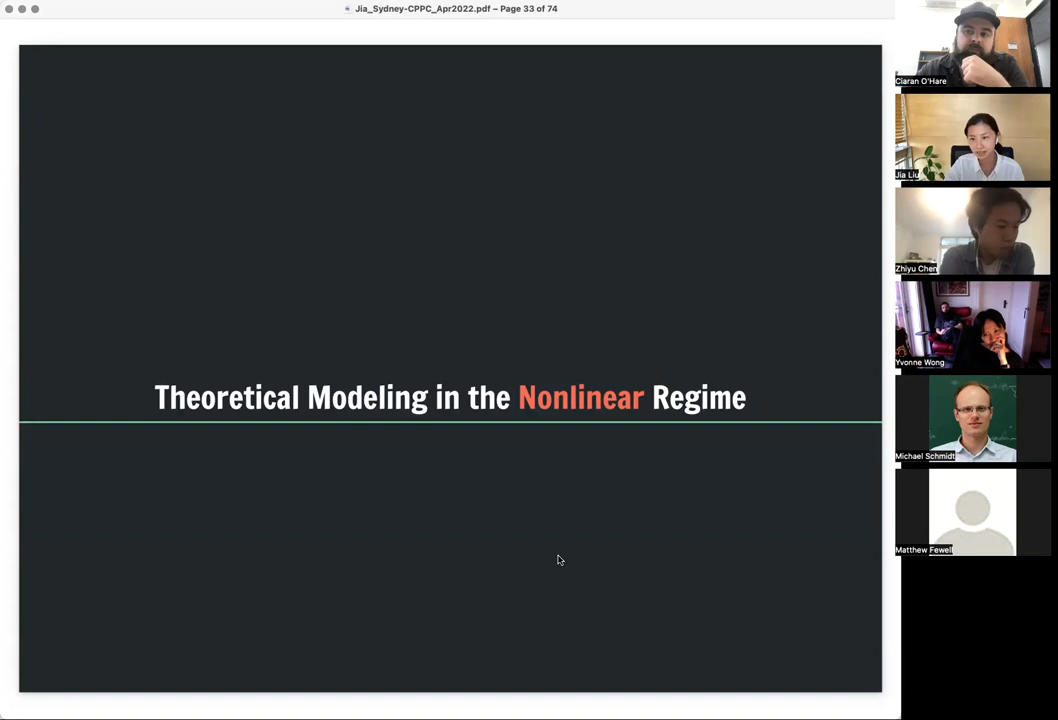 Jia_Sydney-CPPC_Apr2022.pdf – Page 33 of 74
Theoretical Modeling in the Nonlinear Regime
Ciaran O'Hare
Jia Liu
Zhiyu Chen
Yvonne Wong
Michael Schmidt
Matthew Fewell